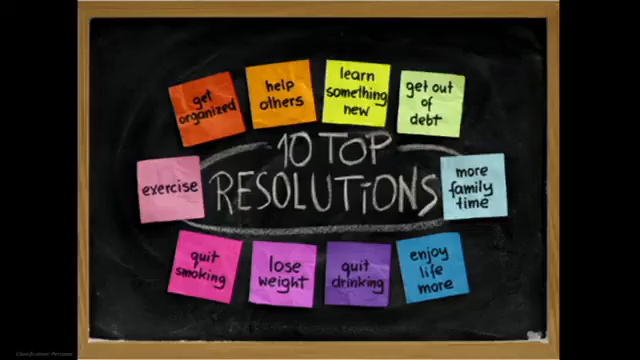 get
organized
help
others
learn
something
new
get out
of
debt
10 TOP
RESOLUTIONS
exercise
more
family
time
quit
smoking
lose
weight
quit
drinking
enjoy
life
more